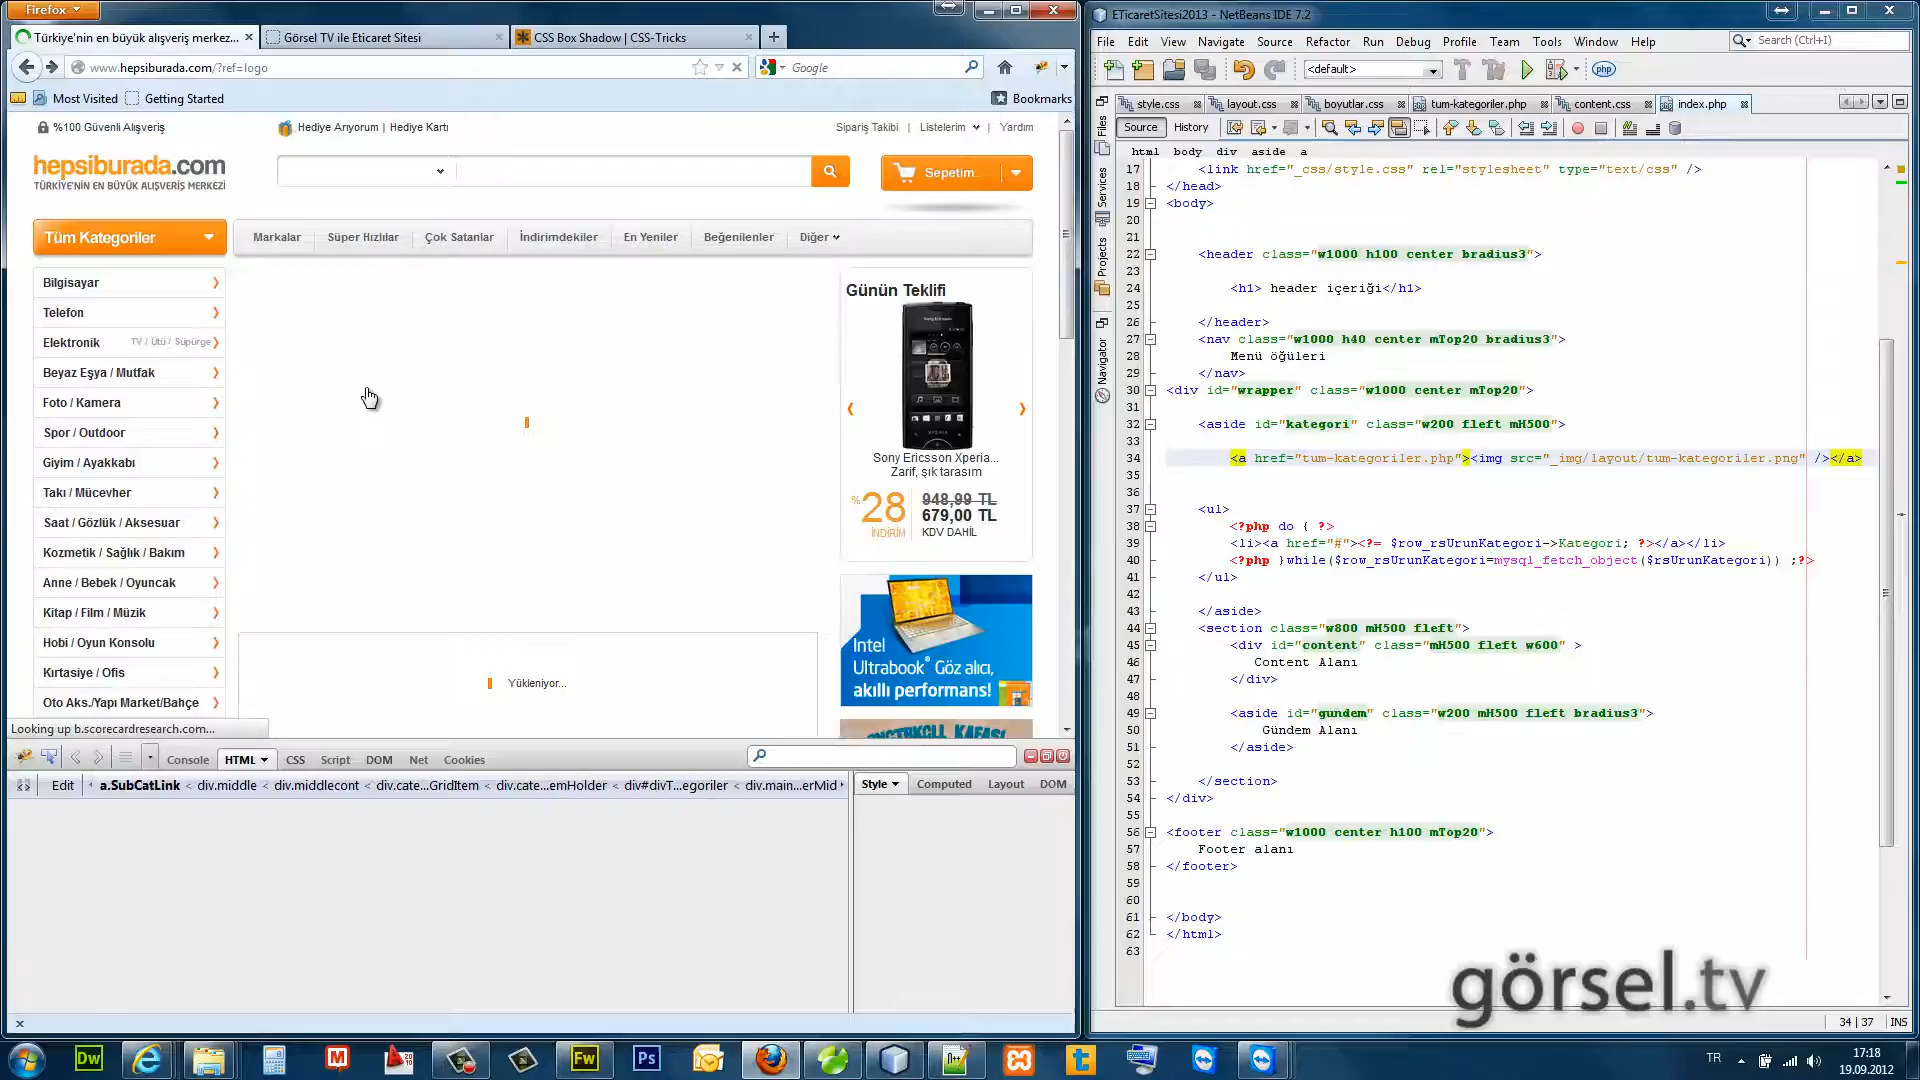 Firefox
Türkiye'nin en büyük alışveriş merkez...
Görsel TV ile Eticaret Sitesi
CSS Box Shadow | CSS-Tricks
www.hepsiburada.com/?ref=logo
Google
Most Visited
Getting Started
Bookmarks
%100 Güvenli Alışveriş
Hediye Arıyorum | Hediye Kartı
Sipariş Takibi | Listelerim | Yardım
hepsiburada.com
TÜRKİYE'NİN EN BÜYÜK ALIŞVERİŞ MERKEZİ
Sepetim
Tüm Kategoriler
Markalar
Süper Hızlılar
Çok Satanlar
İndirimdekiler
En Yeniler
Beğenilenler
Diğer
Bilgisayar
Telefon
Elektronik TV / Ütü / Süpürge
Beyaz Eşya / Mutfak
Foto / Kamera
Spor / Outdoor
Giyim / Ayakkabı
Takı / Mücevher
Saat / Gözlük / Aksesuar
Kozmetik / Sağlık / Bakım
Anne / Bebek / Oyuncak
Kitap / Film / Müzik
Hobi / Oyun Konsolu
Kırtasiye / Ofis
Oto Aks./Yapı Market/Bahçe
Yükleniyor...
Günün Teklifi
Sony Ericsson Xperia...
Zarif, şık tarasım
%28 İNDİRİM
948,99 TL
679,00 TL
KDV DAHİL
Intel
Ultrabook® Göz alıcı,
akıllı performans!
Looking up b.scorecardresearch.com...
Console HTML CSS Script DOM Net Cookies
Edit a.SubCatLink < div.middle < div.middlecont < div.cate...GridItem < div.cate...emHolder < div#divT...egoriler < div.main...erMid
Style Computed Layout DOM
ETicaretSitesi2013 - NetBeans IDE 7.2
File Edit View Navigate Source Refactor Run Debug Profile Team Tools Window Help
Search (Ctrl+I)
<default>
php
style.css layout.css boyutlar.css tum-kategoriler.php content.css index.php
Source History
html body div aside a
Files
Services
Projects
Navigator
17 <link href="_css/style.css" rel="stylesheet" type="text/css" />
18 </head>
19 <body>
20
21
22 <header class="w1000 h100 center bradius3">
23
24 <h1> header içeriği</h1>
25
26 </header>
27 <nav class="w1000 h40 center mTop20 bradius3">
28 Menü öğüleri
29 </nav>
30 <div id="wrapper" class="w1000 center mTop20">
31
32 <aside id="kategori" class="w200 fleft mH500">
33
34 <a href="tum-kategoriler.php"><img src="_img/layout/tum-kategoriler.png" /></a>
35
36
37 <ul>
38 <?php do { ?>
39 <li><a href="#"><?= $row_rsUrunKategori->Kategori; ?></a></li>
40 <?php }while($row_rsUrunKategori=mysql_fetch_object($rsUrunKategori)) ;?>
41 </ul>
42
43 </aside>
44 <section class="w800 mH500 fleft">
45 <div id="content" class="mH500 fleft w600" >
46 Content Alanı
47 </div>
48
49 <aside id="gundem" class="w200 mH500 fleft bradius3">
50 Gündem Alanı
51 </aside>
52
53 </section>
54 </div>
55
56 <footer class="w1000 center h100 mTop20">
57 Footer alanı
58 </footer>
59
60
61 </body>
62 </html>
63
görsel.tv
34 | 37 INS
Dw
Fw
Ps
TR
17:18
19.09.2012